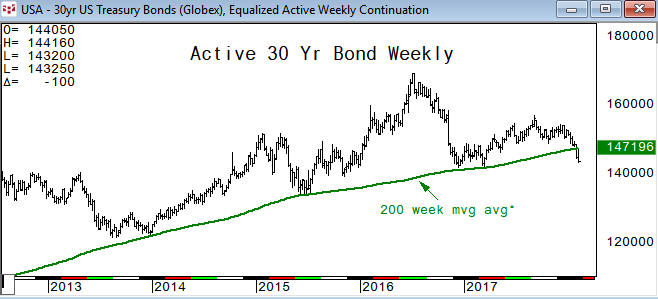 USA - 30yr US Treasury Bonds (Globex), Equalized Active Weekly Continuation
O= 144050
H= 144160
L= 143200
L= 143250
Δ= -100
Active 30 Yr Bond Weekly
180000
160000
147196
140000
120000
200 week mvg avg*
2013 2014 2015 2016 2017